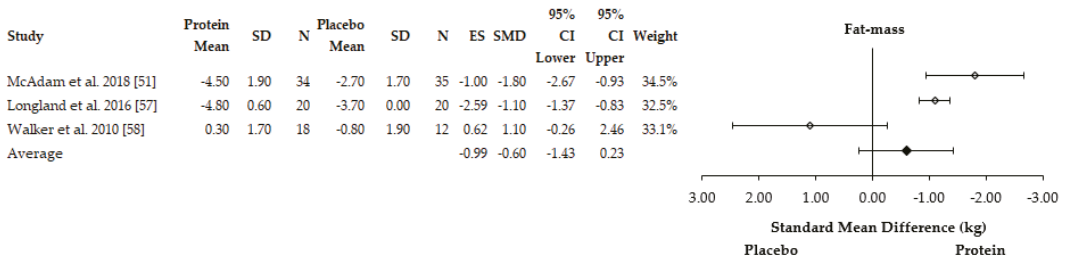 Study Protein Mean SD N Placebo Mean SD N ES SMD 95% CI Lower 95% CI Upper Weight
McAdam et al. 2018 [51] -4.50 1.90 34 -2.70 1.70 35 -1.00 -1.80 -2.67 -0.93 34.5%
Longland et al. 2016 [57] -4.80 0.60 20 -3.70 0.00 20 -2.59 -1.10 -1.37 -0.83 32.5%
Walker et al. 2010 [58] 0.30 1.70 18 -0.80 1.90 12 0.62 1.10 -0.26 2.46 33.1%
Average -0.99 -0.60 -1.43 0.23
Fat-mass
3.00 2.00 1.00 0.00 -1.00 -2.00 -3.00
Standard Mean Difference (kg)
Placebo Protein